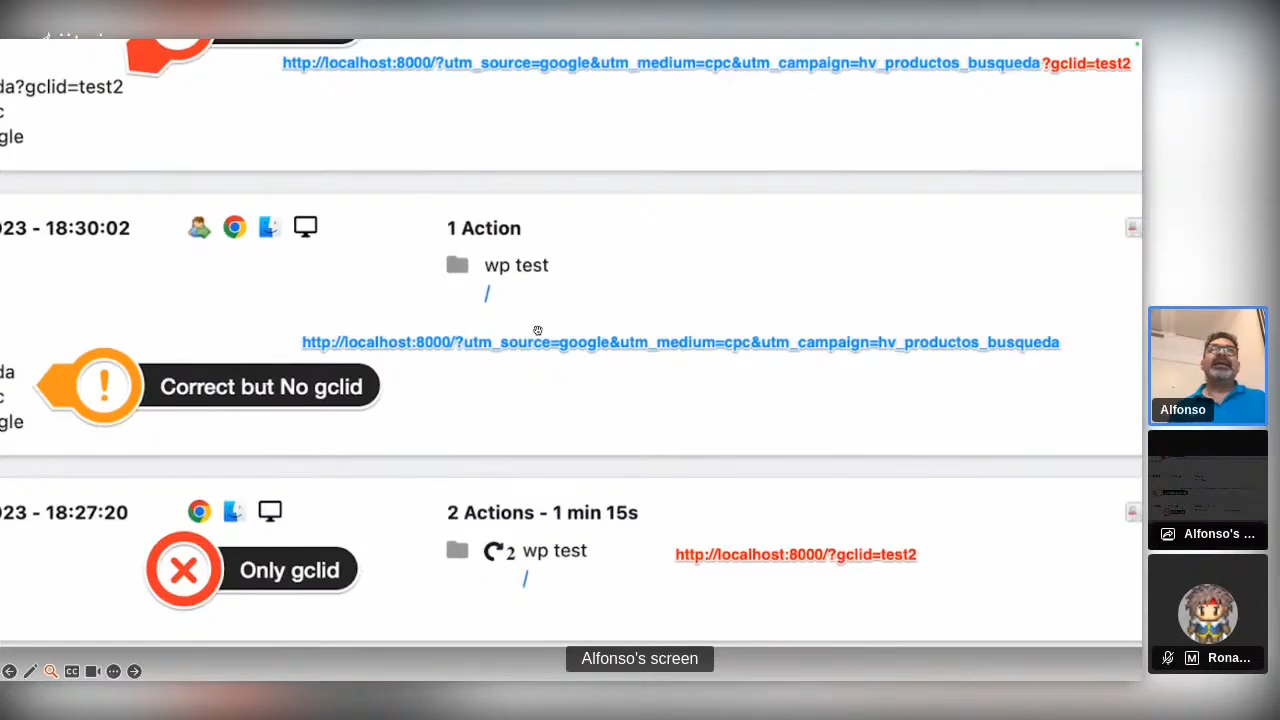 http://localhost:8000/?utm_source=google&utm_medium=cpc&utm_campaign=hv_productos_busqueda?gclid=test2
da?gclid=test2
c
gle
023 - 18:30:02
1 Action
wp test
/
http://localhost:8000/?utm_source=google&utm_medium=cpc&utm_campaign=hv_productos_busqueda
da
c
gle
Correct but No gclid
023 - 18:27:20
2 Actions - 1 min 15s
2 wp test
/
http://localhost:8000/?gclid=test2
Only gclid
CC
Alfonso's screen
Alfonso
Alfonso's ...
M Rona...